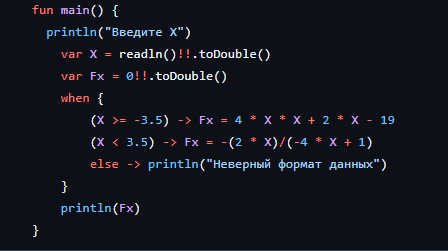 fun main() {
println("Введите X")
var X = readln()!!.toDouble()
var Fx = 0!!.toDouble()
when {
(X >= -3.5) -> Fx = 4 * X * X + 2 * X - 19
(X < 3.5) -> Fx = -(2 * X)/(-4 * X + 1)
else -> println("Неверный формат данных")
}
println(Fx)
}